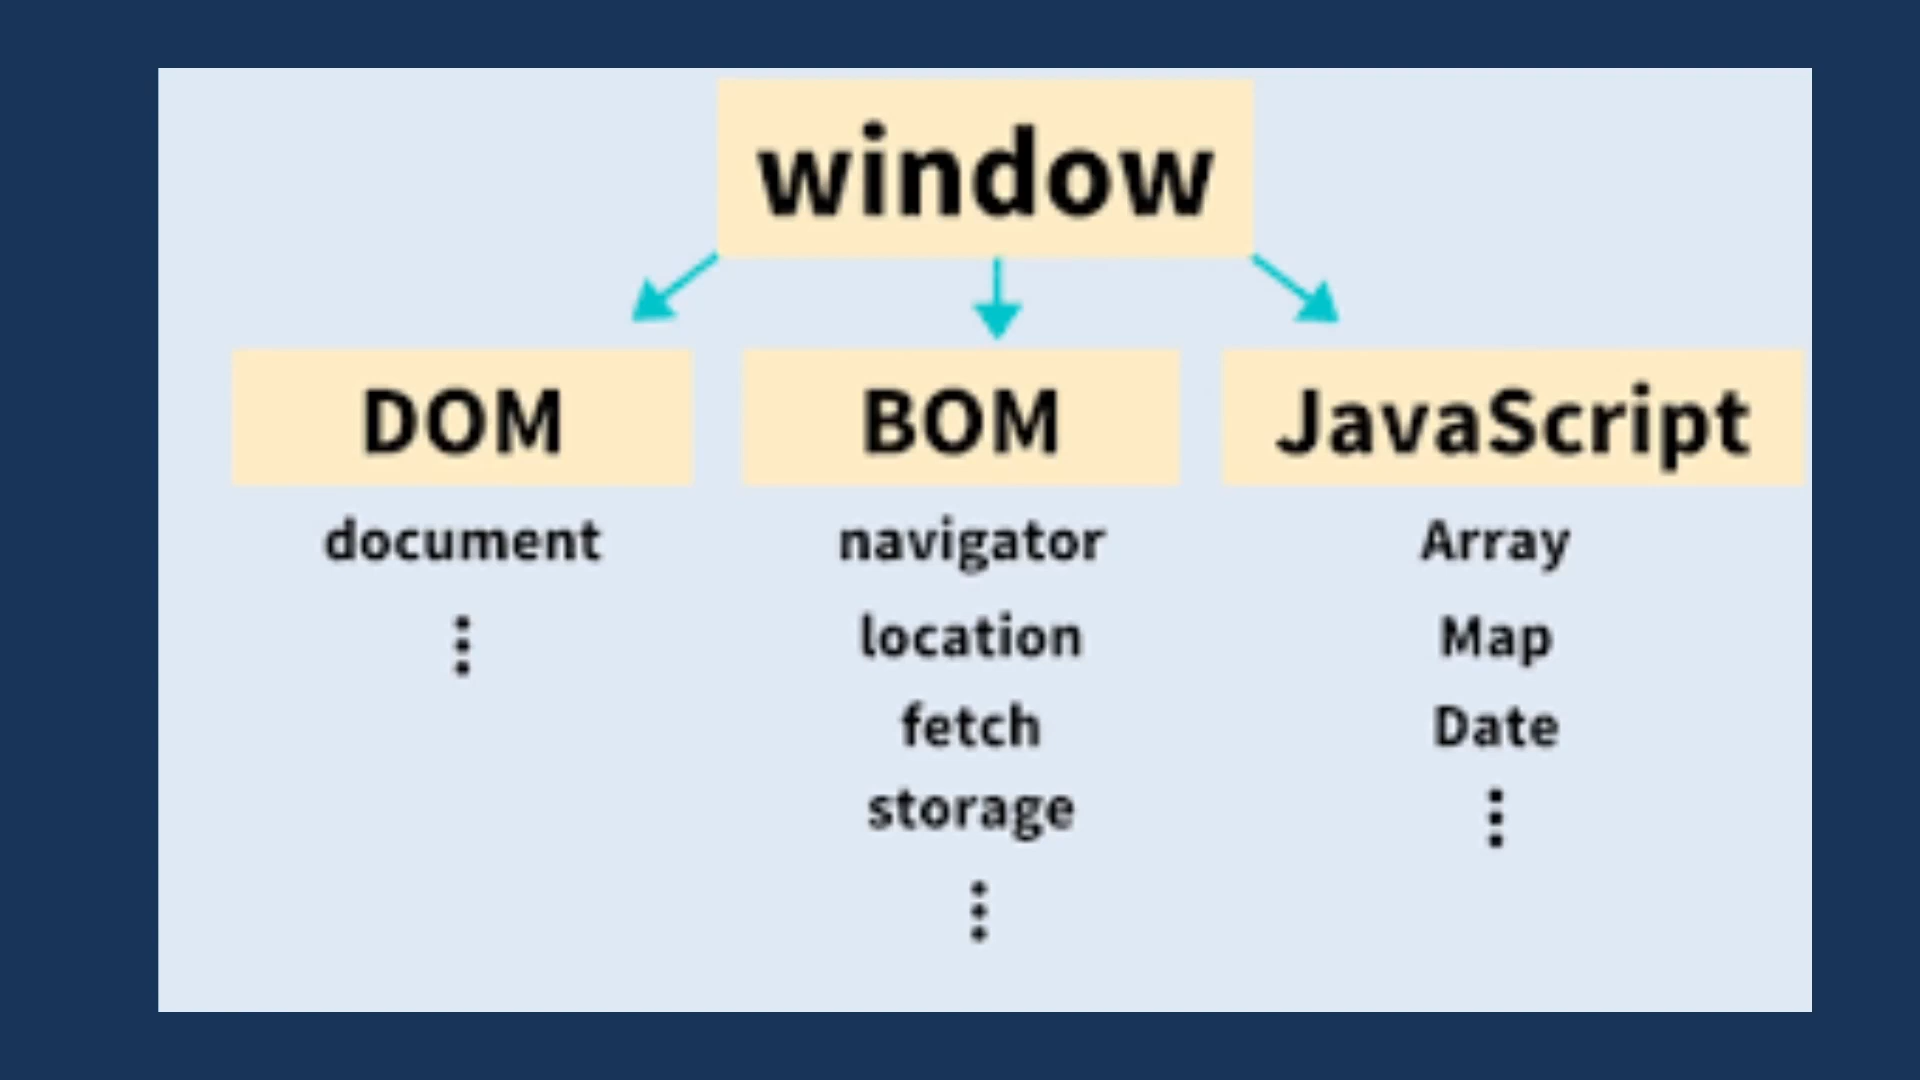 window
DOM
BOM
JavaScript
document
navigator
location
fetch
storage
Array
Map
Date